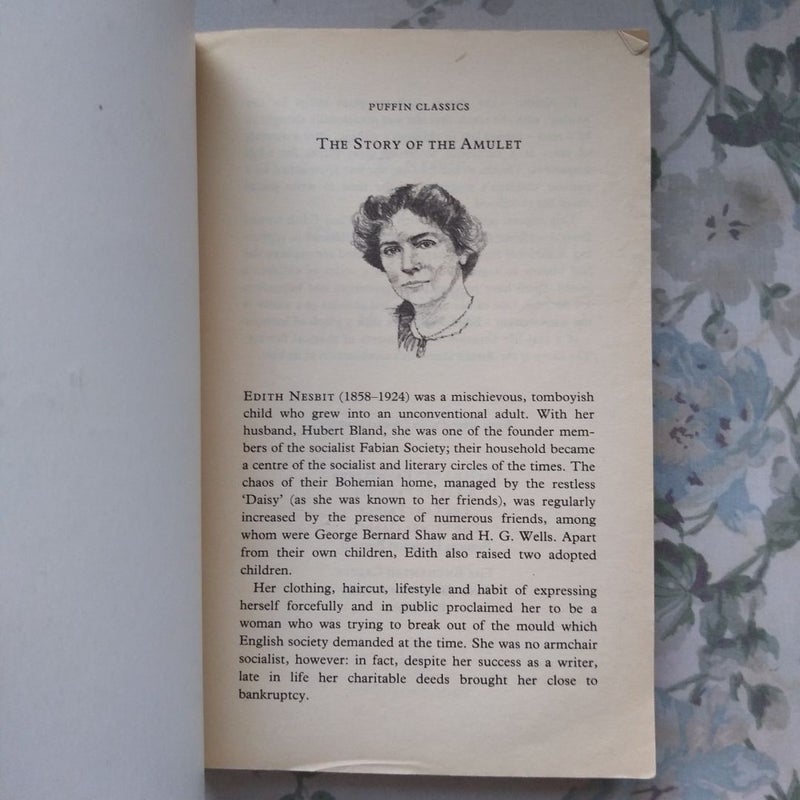 PUFFIN CLASSICS
THE STORY OF THE AMULET
EDITH NESBIT (1858–1924) was a mischievous, tomboyish
child who grew into an unconventional adult. With her
husband, Hubert Bland, she was one of the founder mem-
bers of the socialist Fabian Society; their household became
a centre of the socialist and literary circles of the times. The
chaos of their Bohemian home, managed by the restless
‘Daisy’ (as she was known to her friends), was regularly
increased by the presence of numerous friends, among
whom were George Bernard Shaw and H. G. Wells. Apart
from their own children, Edith also raised two adopted
children.
Her clothing, haircut, lifestyle and habit of expressing
herself forcefully and in public proclaimed her to be a
woman who was trying to break out of the mould which
English society demanded at the time. She was no armchair
socialist, however: in fact, despite her success as a writer,
late in life her charitable deeds brought her close to
bankruptcy.